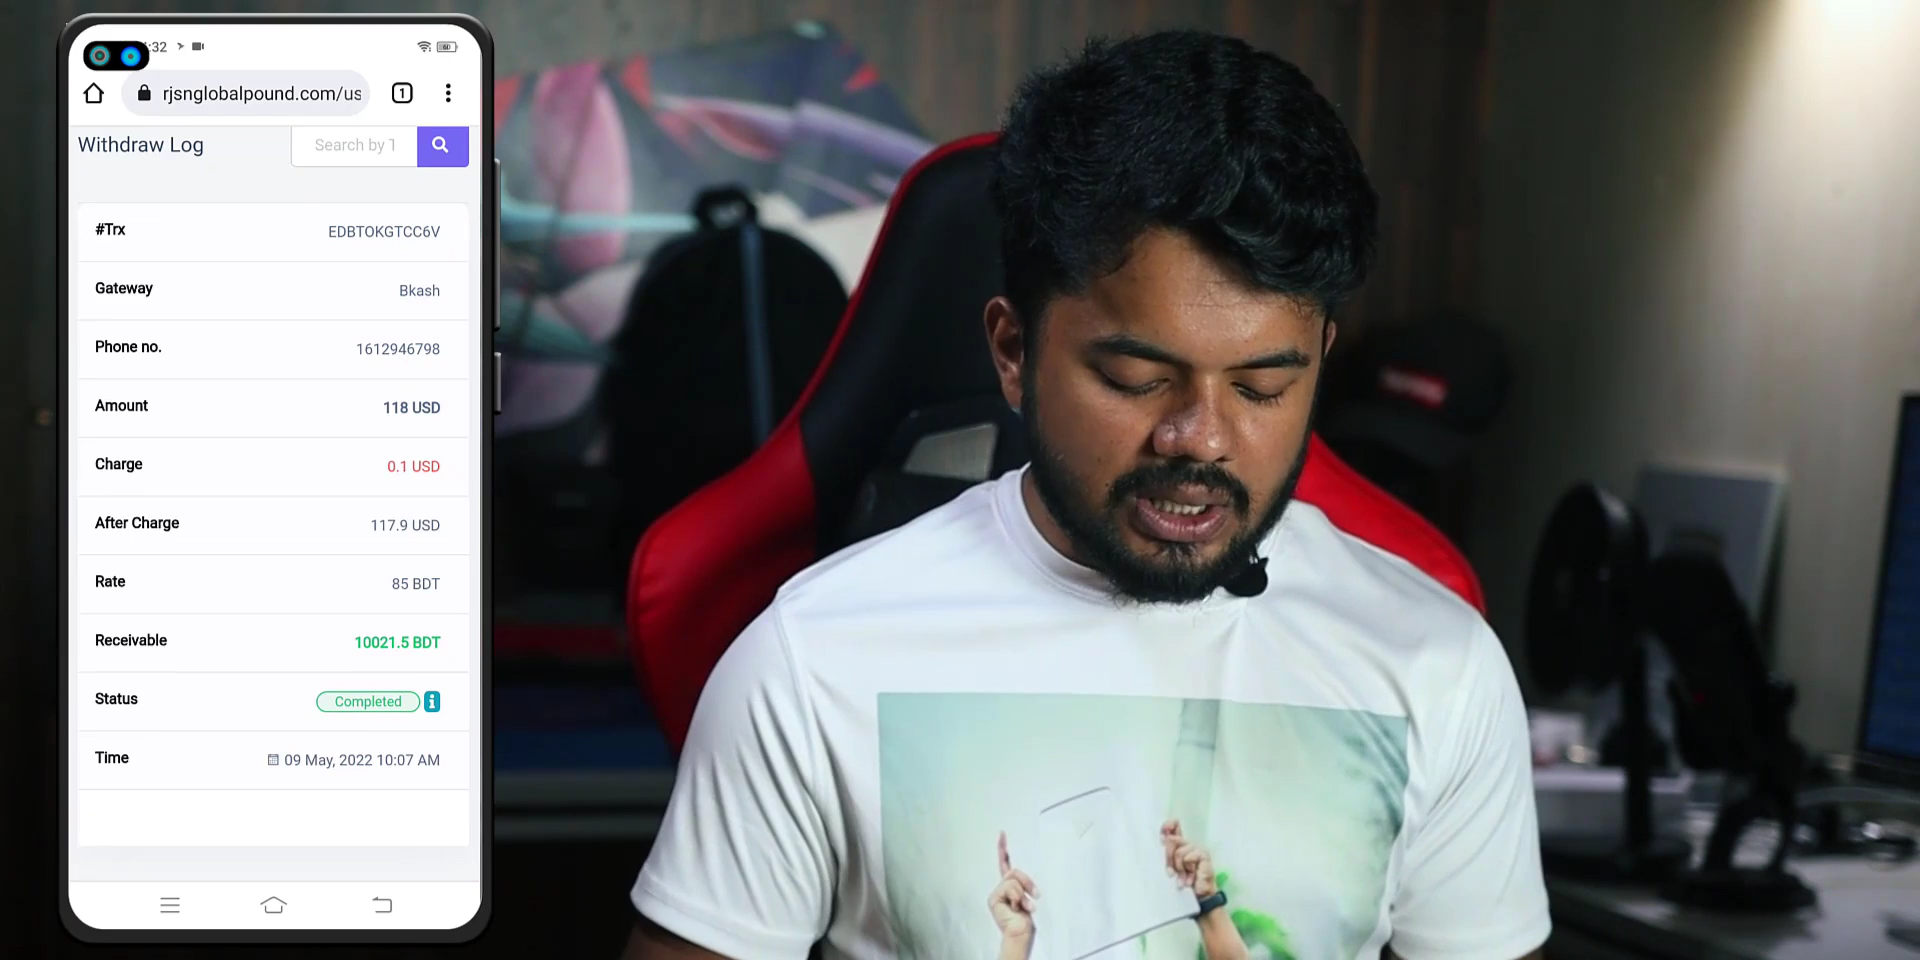 :32
60
rjsnglobalpound.com/us
1
Withdraw Log
Search by T
#Trx EDBTOKGTCC6V
Gateway Bkash
Phone no. 1612946798
Amount 118 USD
Charge 0.1 USD
After Charge 117.9 USD
Rate 85 BDT
Receivable 10021.5 BDT
Status Completed i
Time 09 May, 2022 10:07 AM